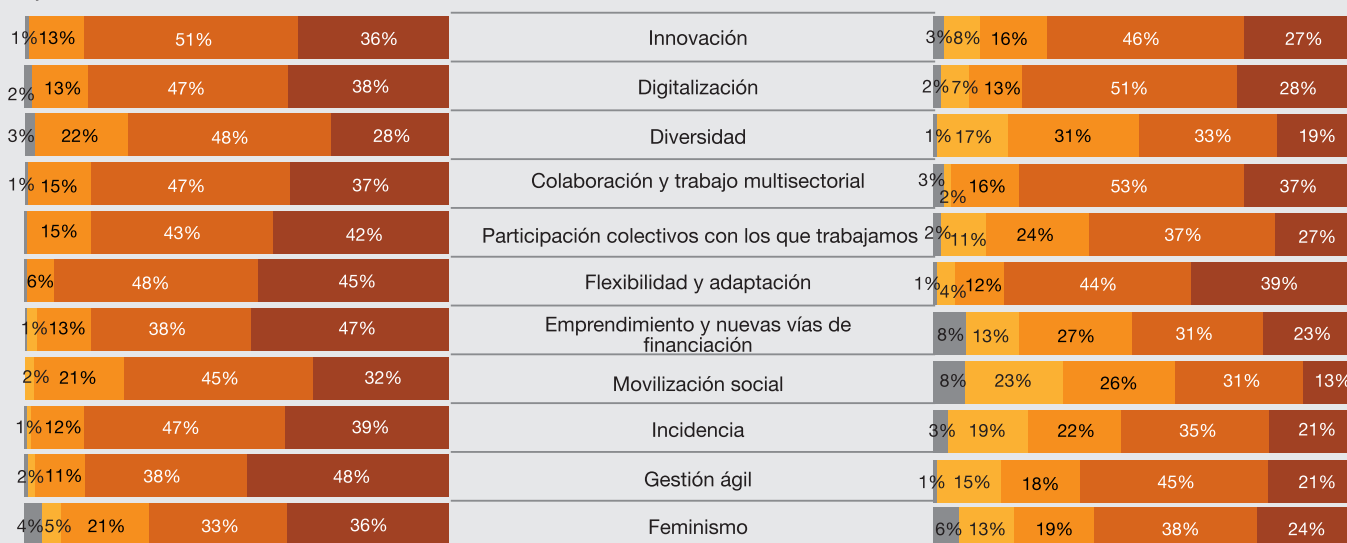 1% 13% 51% 36% Innovación 3% 8% 16% 46% 27%
2% 13% 47% 38% Digitalización 2% 7% 13% 51% 28%
3% 22% 48% 28% Diversidad 1% 17% 31% 33% 19%
1% 15% 47% 37% Colaboración y trabajo multisectorial 3% 2% 16% 53% 37%
15% 43% 42% Participación colectivos con los que trabajamos 2% 11% 24% 37% 27%
6% 48% 45% Flexibilidad y adaptación 1% 4% 12% 44% 39%
1% 13% 38% 47% Emprendimiento y nuevas vías de
financiación 8% 13% 27% 31% 23%
2% 21% 45% 32% Movilización social 8% 23% 26% 31% 13%
1% 12% 47% 39% Incidencia 3% 19% 22% 35% 21%
2% 11% 38% 48% Gestión ágil 1% 15% 18% 45% 21%
4% 5% 21% 33% 36% Feminismo 6% 13% 19% 38% 24%